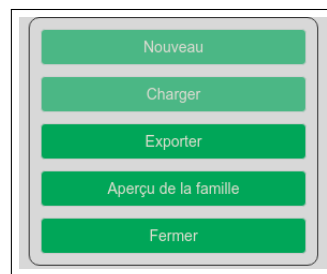 Nouveau
Charger
Exporter
Aperçu de la famille
Fermer